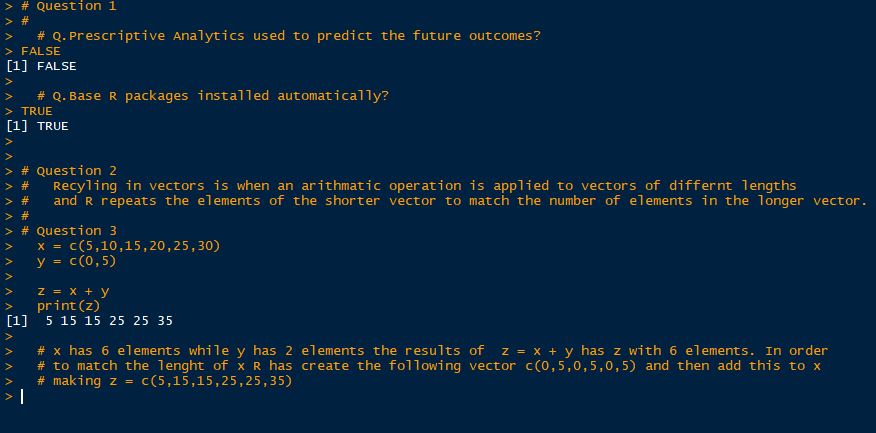 > # Question 1
> #
>   # Q.Prescriptive Analytics used to predict the future outcomes?
> FALSE
[1] FALSE
>
>   # Q.Base R packages installed automatically?
> TRUE
[1] TRUE
>
>
> # Question 2
> #   Recyling in vectors is when an arithmatic operation is applied to vectors of differnt lengths
> #   and R repeats the elements of the shorter vector to match the number of elements in the longer vector.
> #
> # Question 3
>   x = c(5,10,15,20,25,30)
>   y = c(0,5)
>
>   z = x + y
>   print(z)
[1]  5 15 15 25 25 35
>
>   # x has 6 elements while y has 2 elements the results of  z = x + y has z with 6 elements. In order
>   # to match the lenght of x R has create the following vector c(0,5,0,5,0,5) and then add this to x
>   # making z = c(5,15,15,25,25,35)
>